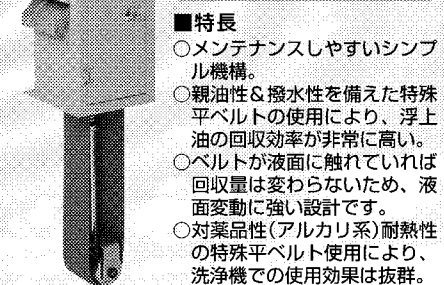 ■特長
○メンテナンスしやすいシンプ
ル機構。
○親油性&撥水性を備えた特殊
平ベルトの使用により、浮上
油の回収効率が非常に高い。
○ベルトが液面に触れていれば
回収量は変わらないため、液
面変動に強い設計です。
○対薬品性(アルカリ系)耐熱性
の特殊平ベルト使用により、
洗浄機での使用効果は抜群。